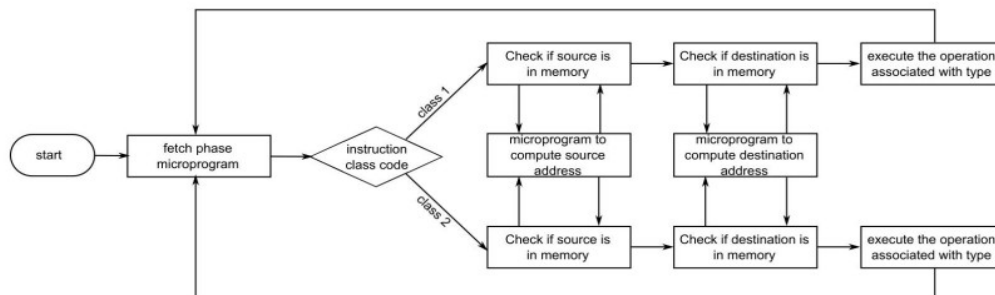 Check if source is
in memory
Check if destination is
in memory
execute the operation
associated with type
class 1
start
fetch phase
microprogram
instruction
class code
microprogram to
compute source
address
microprogram to
compute destination
address
class 2
Check if source is
in memory
Check if destination is
in memory
execute the operation
associated with type